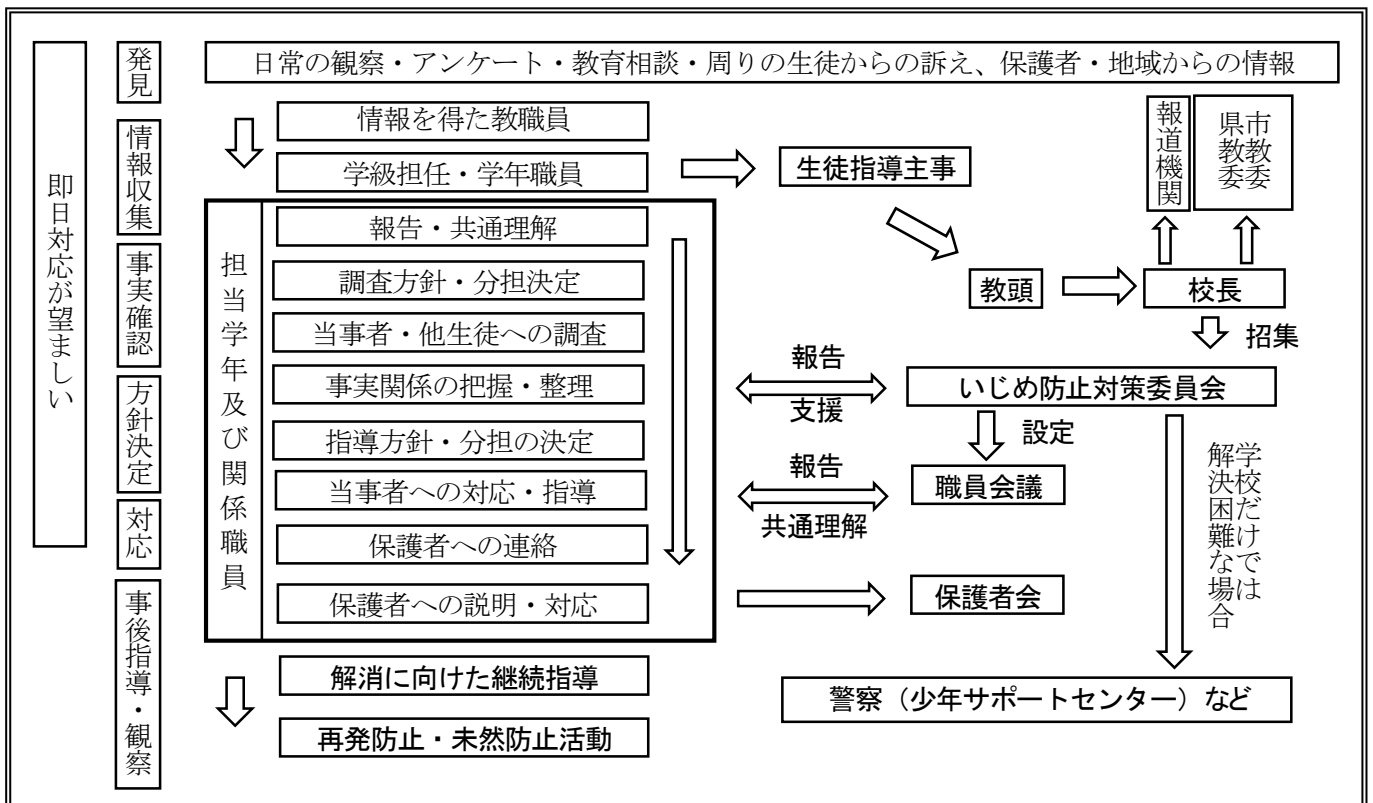 即日対応が望ましい
発見
情報収集
事実確認
方針決定
対応
事後指導・観察
日常の観察・アンケート・教育相談・周りの生徒からの訴え、保護者・地域からの情報
情報を得た教職員
学級担任・学年職員
生徒指導主事
教頭
校長
報道機関
市教委
県教委
招集
担当学年及び関係職員
報告・共通理解
調査方針・分担決定
当事者・他生徒への調査
事実関係の把握・整理
指導方針・分担の決定
当事者への対応・指導
保護者への連絡
保護者への説明・対応
報告
支援
いじめ防止対策委員会
設定
報告
共通理解
職員会議
保護者会
学校だけでは
解決困難な場合
警察（少年サポートセンター）など
解消に向けた継続指導
再発防止・未然防止活動